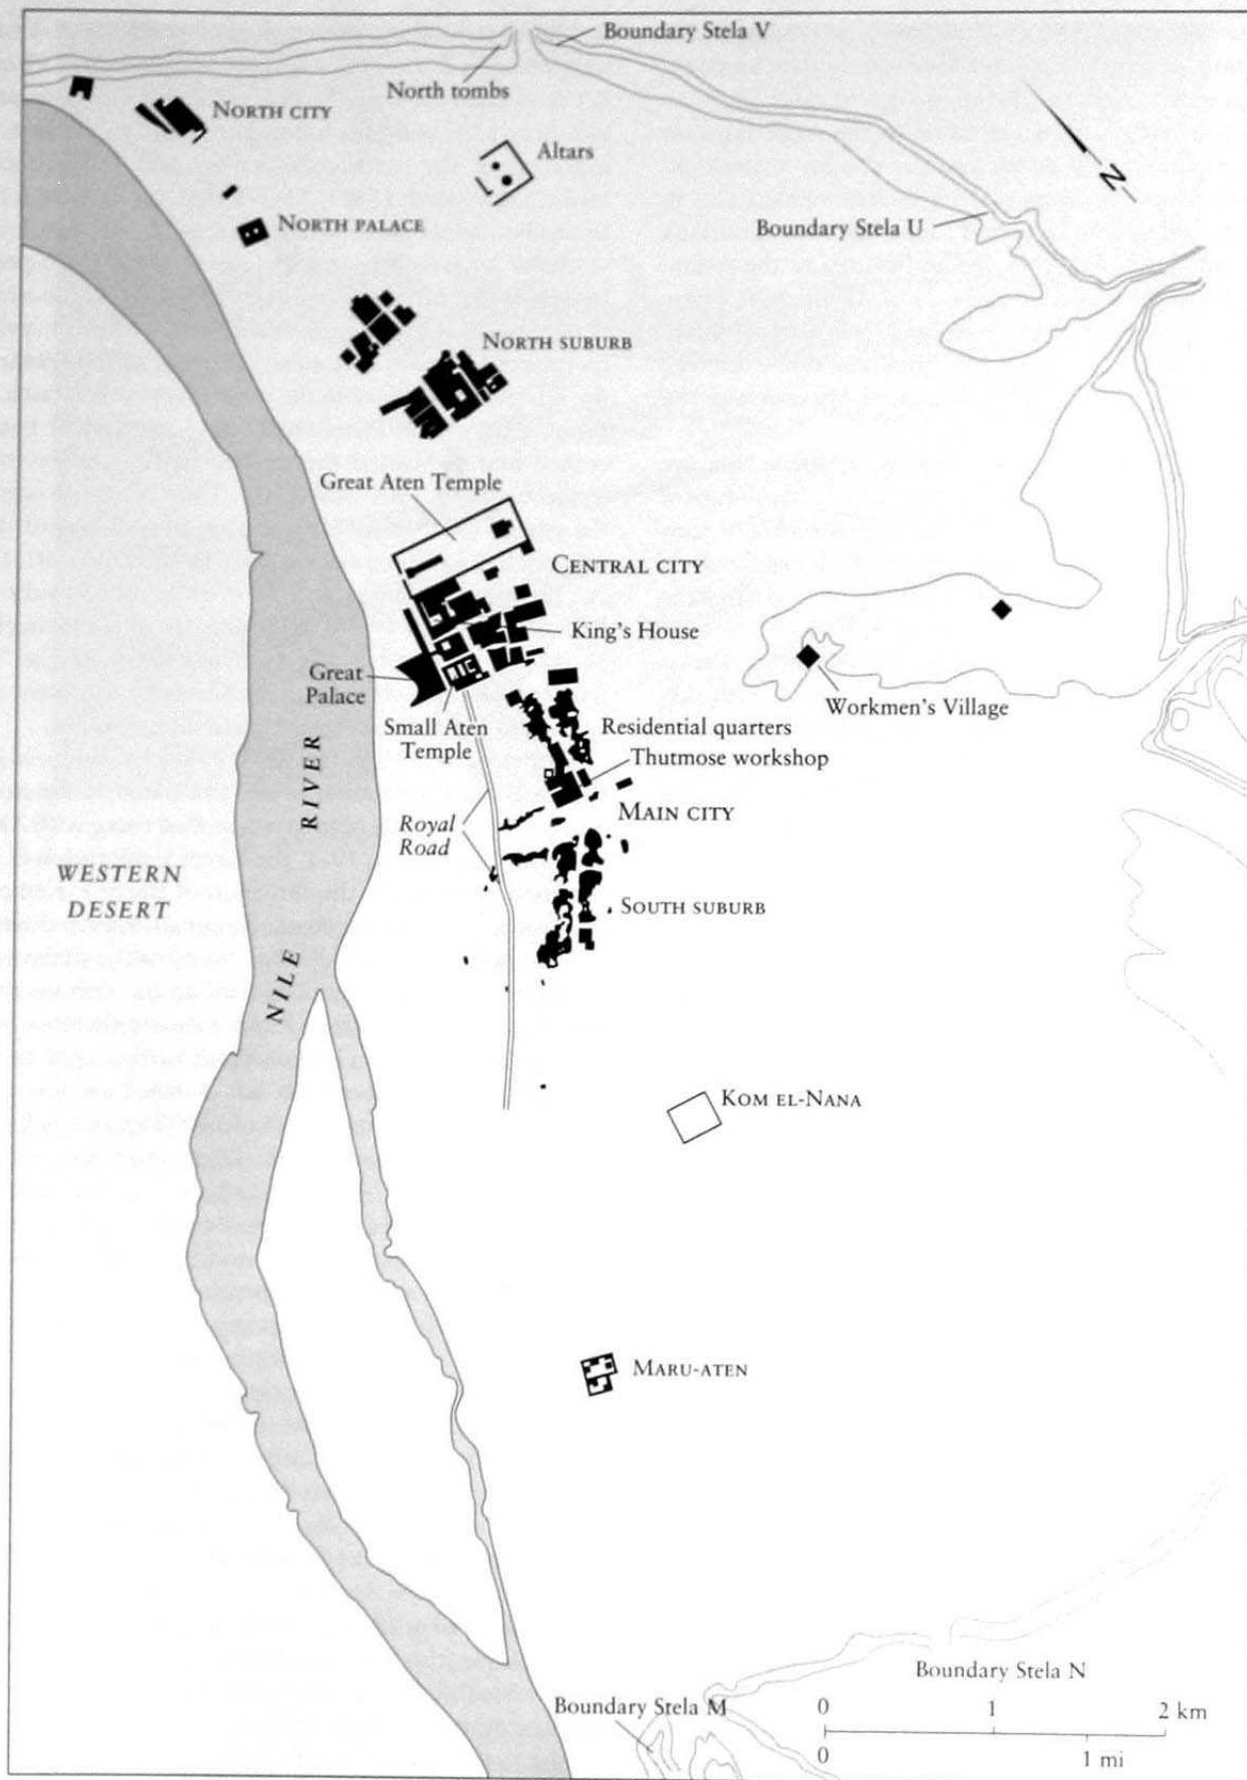 Boundary Stela V
North tombs
NORTH CITY
Altars
N
NORTH PALACE
Boundary Stela U
NORTH SUBURB
Great Aten Temple
CENTRAL CITY
King's House
Great
Palace
Workmen's Village
Small Aten
Temple
Residential quarters
Thutmose workshop
RIVER
MAIN CITY
Royal
Road
WESTERN
DESERT
SOUTH SUBURB
NILE
KOM EL-NANA
MARU-ATEN
Boundary Stela N
Boundary Stela M
0 1 2 km
0 1 mi